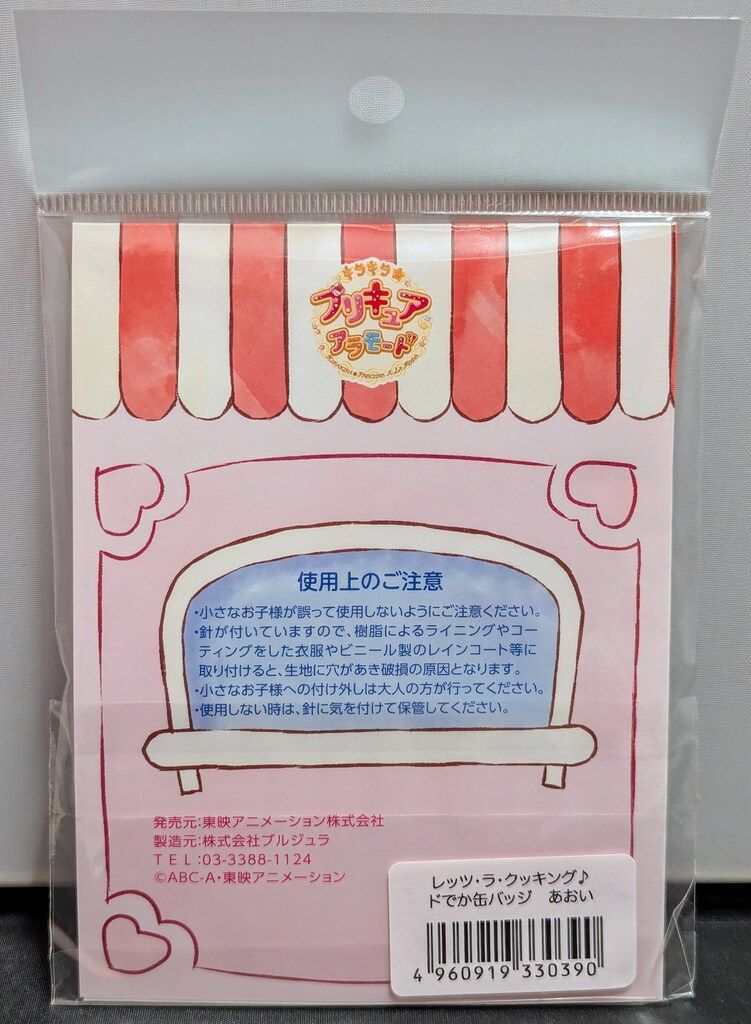 キラキラ☆
プリキュア
アラモード
KIRAKIRA★PRECURE A LA MODE
使用上のご注意
・小さなお子様が誤って使用しないようにご注意ください。
・針が付いていますので、樹脂によるライニングやコー
ティングをした衣服やビニール製のレインコート等に
取り付けると、生地に穴があき破損の原因となります。
・小さなお子様への付け外しは大人の方が行ってください。
・使用しない時は、針に気を付けて保管してください。
発売元:東映アニメーション株式会社
製造元:株式会社ブルジュラ
TEL:03-3388-1124
©ABC-A・東映アニメーション
レッツ・ラ・クッキング♪
ドでか缶バッジ　あおい
4 960919 330390